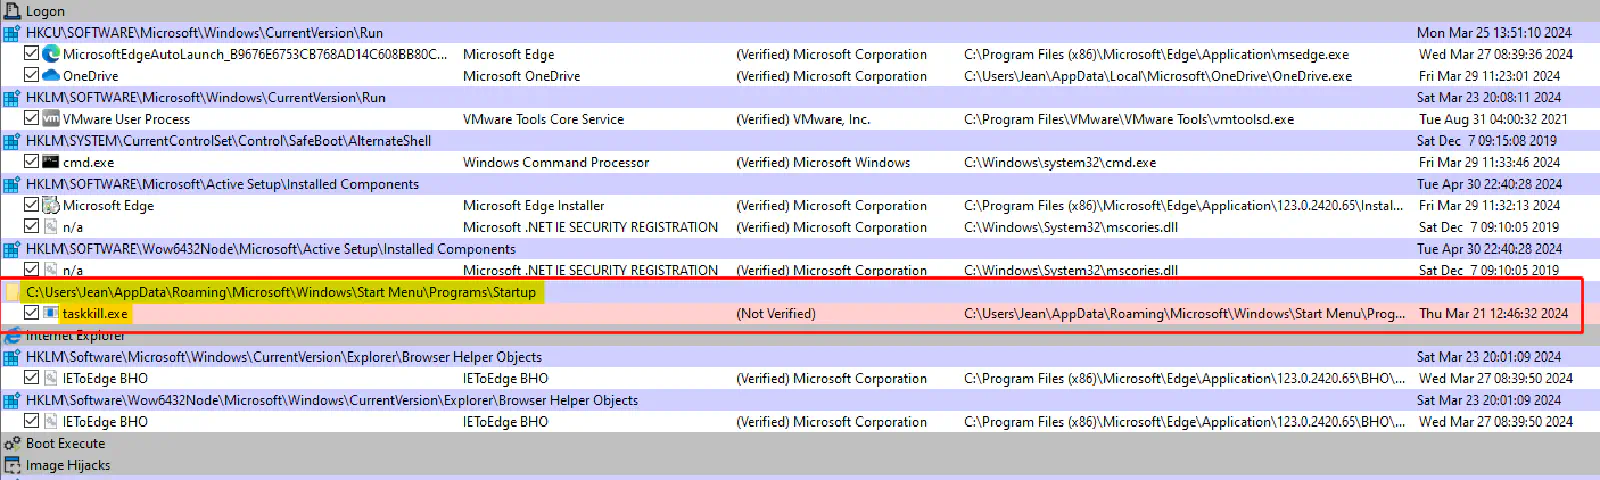 Logon
HKCU\SOFTWARE\Microsoft\Windows\CurrentVersion\Run Mon Mar 25 13:51:10 2024
MicrosoftEdgeAutoLaunch_B9676E6753CB768AD14C608BB80C... Microsoft Edge (Verified) Microsoft Corporation C:\Program Files (x86)\Microsoft\Edge\Application\msedge.exe Wed Mar 27 08:39:36 2024
OneDrive Microsoft OneDrive (Verified) Microsoft Corporation C:\Users\Jean\AppData\Local\Microsoft\OneDrive\OneDrive.exe Fri Mar 29 11:23:01 2024
HKLM\SOFTWARE\Microsoft\Windows\CurrentVersion\Run Sat Mar 23 20:08:11 2024
vm VMware User Process VMware Tools Core Service (Verified) VMware, Inc. C:\Program Files\VMware\VMware Tools\vmtoolsd.exe Tue Aug 31 04:00:32 2021
HKLM\SYSTEM\CurrentControlSet\Control\SafeBoot\AlternateShell Sat Dec 7 09:15:08 2019
cmd.exe Windows Command Processor (Verified) Microsoft Windows C:\Windows\system32\cmd.exe Fri Mar 29 11:33:46 2024
HKLM\SOFTWARE\Microsoft\Active Setup\Installed Components Tue Apr 30 22:40:28 2024
Microsoft Edge Microsoft Edge Installer (Verified) Microsoft Corporation C:\Program Files (x86)\Microsoft\Edge\Application\123.0.2420.65\Instal... Fri Mar 29 11:32:13 2024
n/a Microsoft .NET IE SECURITY REGISTRATION (Verified) Microsoft Corporation C:\Windows\System32\mscories.dll Sat Dec 7 09:10:05 2019
HKLM\SOFTWARE\Wow6432Node\Microsoft\Active Setup\Installed Components Tue Apr 30 22:40:28 2024
n/a Microsoft .NET IE SECURITY REGISTRATION (Verified) Microsoft Corporation C:\Windows\System32\mscories.dll Sat Dec 7 09:10:05 2019
C:\Users\Jean\AppData\Roaming\Microsoft\Windows\Start Menu\Programs\Startup
taskkill.exe (Not Verified) C:\Users\Jean\AppData\Roaming\Microsoft\Windows\Start Menu\Prog... Thu Mar 21 12:46:32 2024
Internet Explorer
HKLM\Software\Microsoft\Windows\CurrentVersion\Explorer\Browser Helper Objects Sat Mar 23 20:01:09 2024
IEToEdge BHO IEToEdge BHO (Verified) Microsoft Corporation C:\Program Files (x86)\Microsoft\Edge\Application\123.0.2420.65\BHO\... Wed Mar 27 08:39:50 2024
HKLM\Software\Wow6432Node\Microsoft\Windows\CurrentVersion\Explorer\Browser Helper Objects Sat Mar 23 20:01:09 2024
IEToEdge BHO IEToEdge BHO (Verified) Microsoft Corporation C:\Program Files (x86)\Microsoft\Edge\Application\123.0.2420.65\BHO\... Wed Mar 27 08:39:50 2024
Boot Execute
Image Hijacks